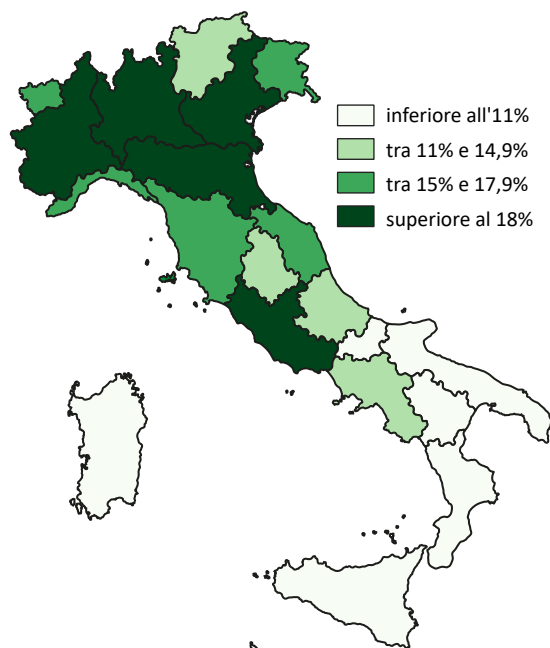 inferiore all'11%
tra 11% e 14,9%
tra 15% e 17,9%
superiore al 18%